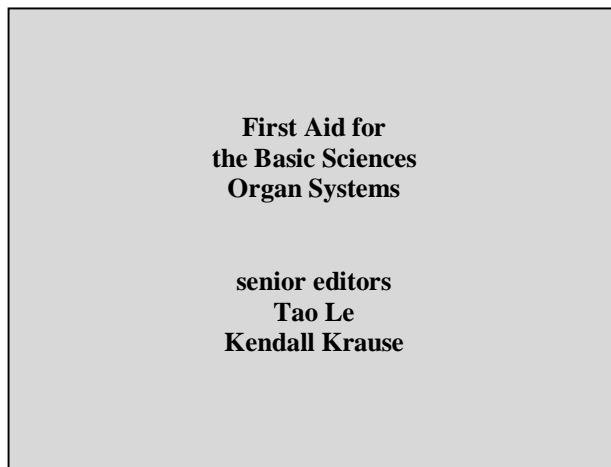 First Aid for
the Basic Sciences
Organ Systems
senior editors
Tao Le
Kendall Krause